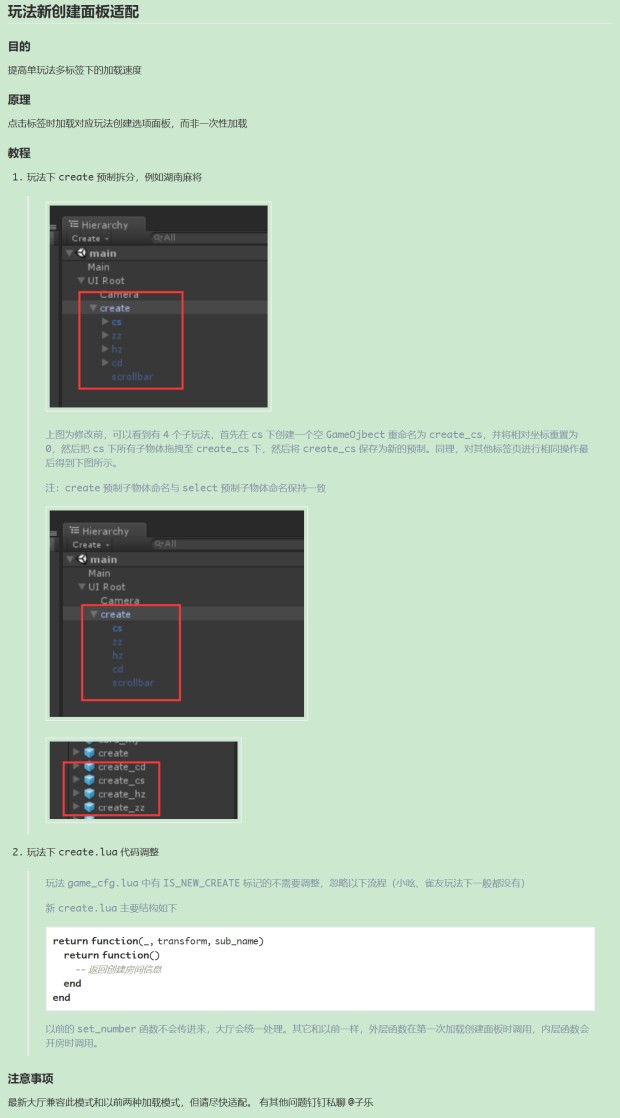 玩法新创建面板适配
目的
提高单玩法多标签下的加载速度
原理
点击标签时加载对应玩法创建选项面板，而非一次性加载
教程
1. 玩法下 create 预制拆分，例如湖南麻将
Hierarchy
Create
All
main
Main
UI Root
Camera
create
cs
zz
hz
cd
scrollbar
上图为修改前，可以看到有 4 个子玩法，首先在 cs 下创建一个空 GameOjbect 重命名为 create_cs，并将相对坐标重置为
0，然后把 cs 下所有子物体拖拽至 create_cs 下，然后将 create_cs 保存为新的预制。同理，对其他标签页进行相同操作最
后得到下图所示。
注：create 预制子物体命名与 select 预制子物体命名保持一致
Hierarchy
Create
All
main
Main
UI Root
Camera
create
cs
zz
hz
cd
scrollbar
create
create_cd
create_cs
create_hz
create_zz
2. 玩法下 create.lua 代码调整
玩法 game_cfg.lua 中有 IS_NEW_CREATE 标记的不需要调整，忽略以下流程（小吆，雀友玩法下一般都没有）
新 create.lua 主要结构如下
return function(_, transform, sub_name)
return function()
-- 返回创建房间信息
end
end
以前的 set_number 函数不会传进来，大厅会统一处理。其它和以前一样，外层函数在第一次加载创建面板时调用，内层函数会
开房时调用。
注意事项
最新大厅兼容此模式和以前两种加载模式，但请尽快适配。 有其他问题钉钉私聊 @子乐